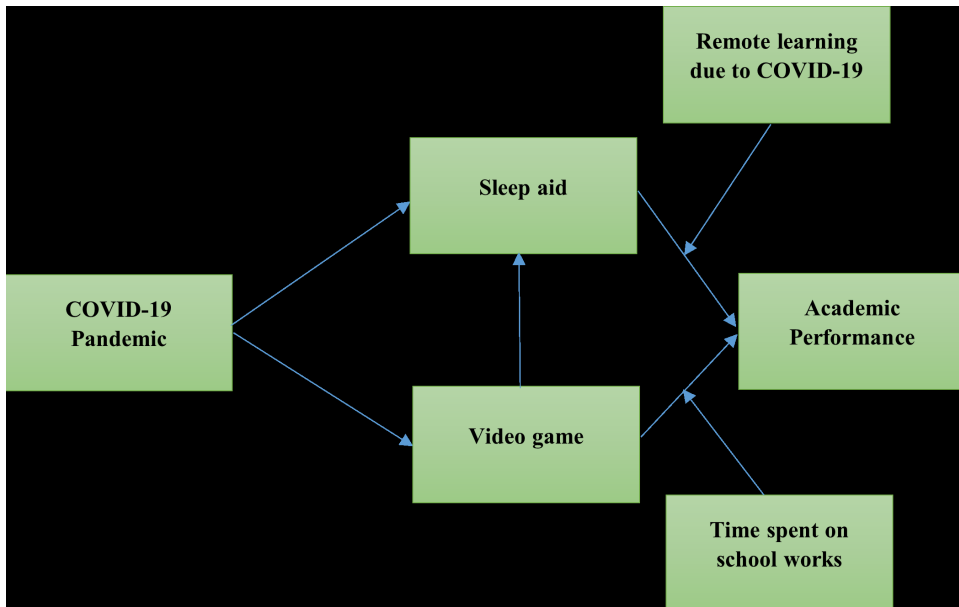 Remote learning
due to COVID-19
Sleep aid
COVID-19
Pandemic
Academic
Performance
Video game
Time spent on
school works